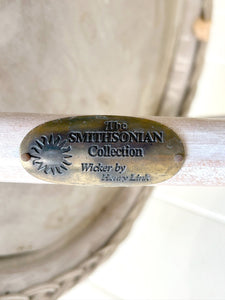 The
SMITHSONIAN
Collection
Wicker by
Henry Link